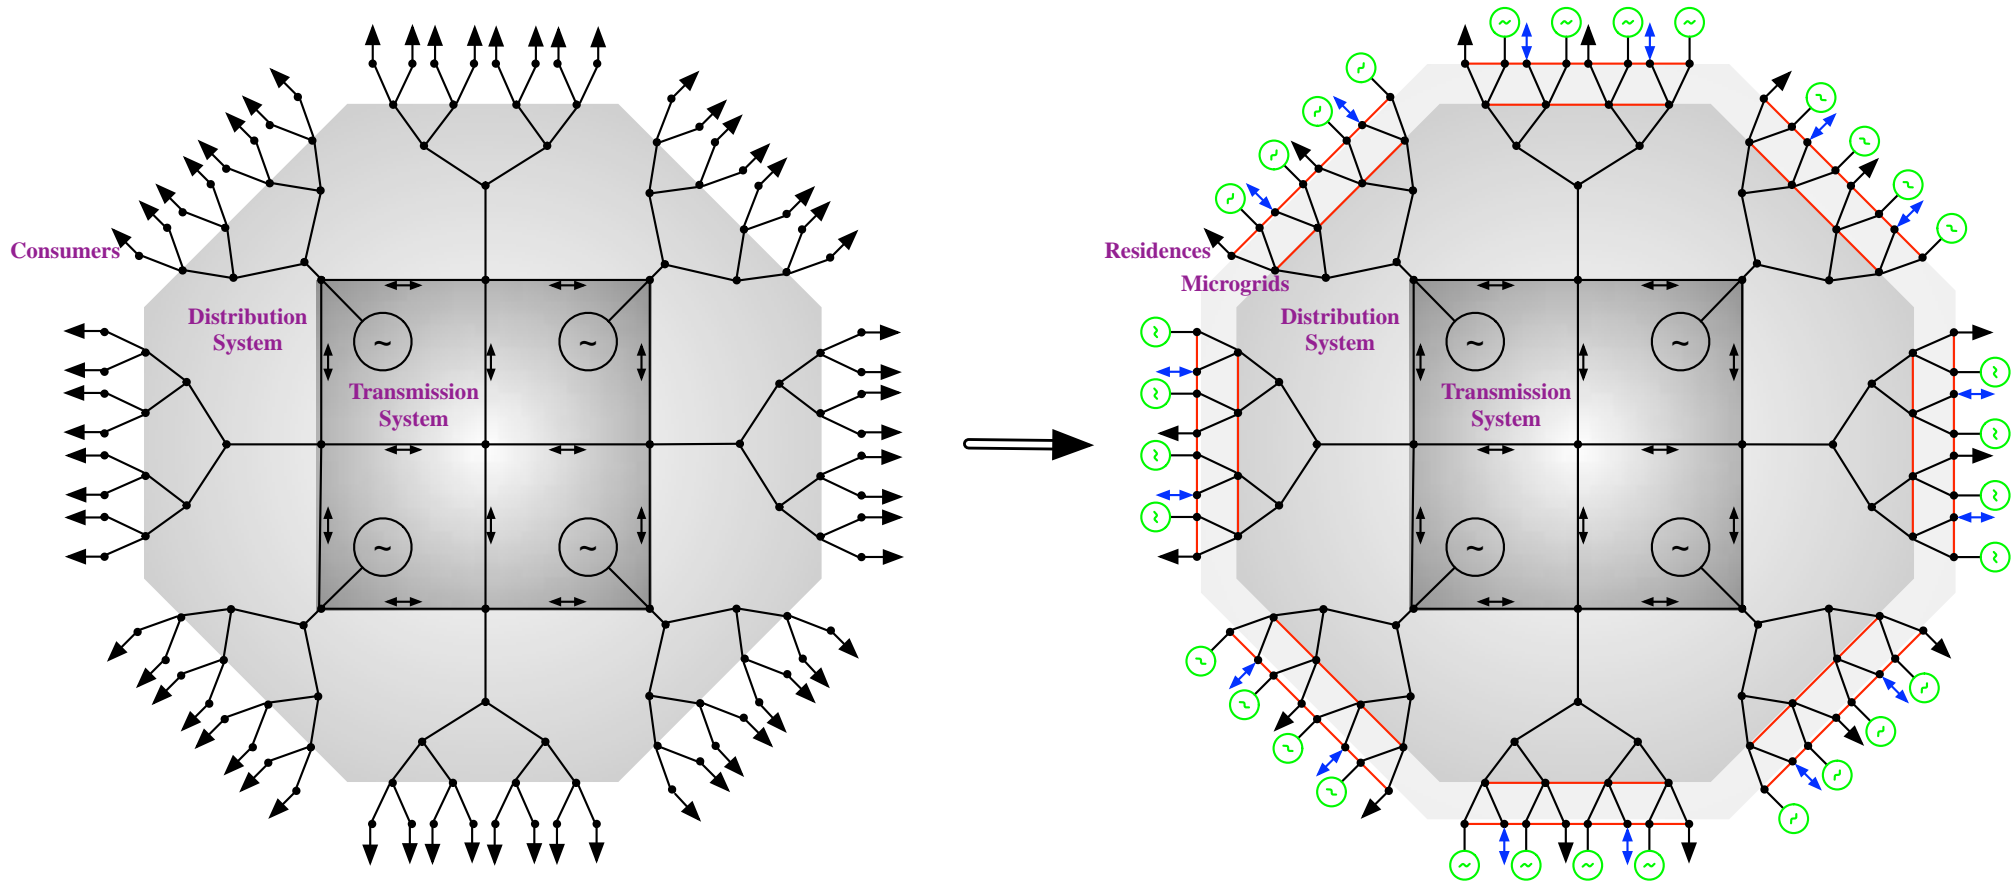 Consumers
Distribution
System
Transmission
System
Residences
Microgrids
Distribution
System
Transmission
System